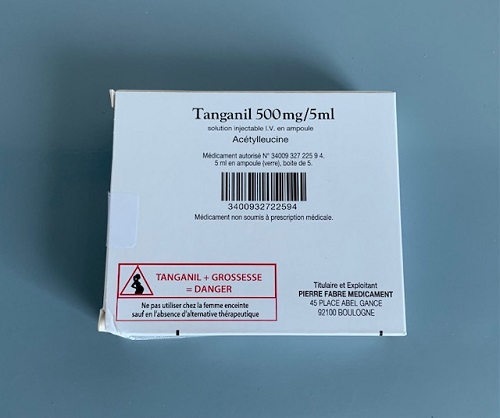 Tanganil 500mg/5ml
solution injectable I.V. en ampoule
Acétylleucine
Médicament autorisé N° 34009 327 225 9 4.
5 ml en ampoule (verre), boite de 5.
3400932722594
Médicament non soumis à prescription médicale.
TANGANIL + GROSSESSE
= DANGER
Ne pas utiliser chez la femme enceinte
sauf en l'absence d'alternative thérapeutique
Titulaire et Exploitant
PIERRE FABRE MEDICAMENT
45 PLACE ABEL GANCE
92100 BOULOGNE